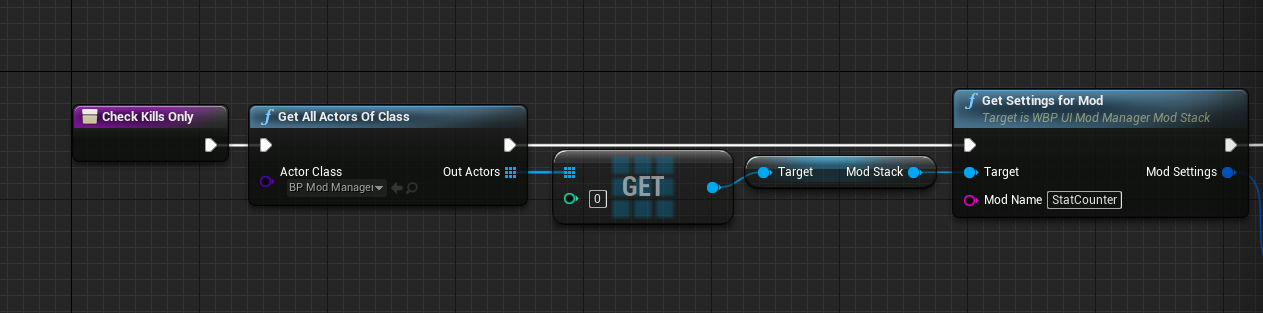 Check Kills Only
f Get All Actors Of Class
Actor Class
BP Mod Manager
Out Actors
0
GET
Target
Mod Stack
f Get Settings for Mod
Target is WBP UI Mod Manager Mod Stack
Target
Mod Settings
Mod Name StatCounter